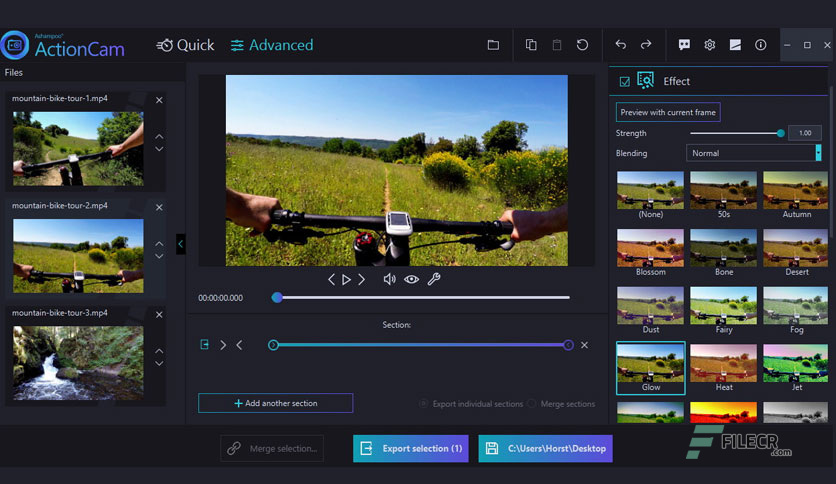 Ashampoo®
ActionCam
Quick
Advanced
Files
mountain-bike-tour-1.mp4
mountain-bike-tour-2.mp4
mountain-bike-tour-3.mp4
00:00:00.000
Section:
Add another section
Export individual sections
Merge sections
Effect
Preview with current frame
Strength
1.00
Blending
Normal
(None)
50s
Autumn
Blossom
Bone
Desert
Dust
Fairy
Fog
Glow
Heat
Jet
Merge selection...
Export selection (1)
C:\Users\Horst\Desktop
FILECR
.com